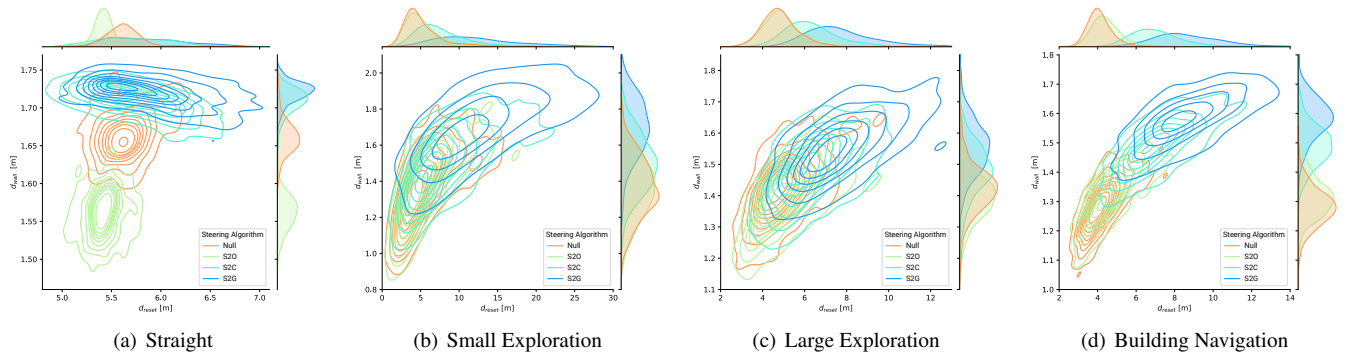 1.75
1.70
1.65
1.60
1.55
1.50
d_wall [m]
5.0 5.5 6.0 6.5 7.0
d_reset [m]
Steering Algorithm
Null
S2O
S2C
S2G
(a) Straight
2.0
1.8
1.6
1.4
1.2
1.0
0.8
d_wall [m]
0 5 10 15 20 25 30
d_reset [m]
Steering Algorithm
Null
S2O
S2C
S2G
(b) Small Exploration
1.8
1.7
1.6
1.5
1.4
1.3
1.2
1.1
d_wall [m]
2 4 6 8 10 12
d_reset [m]
Steering Algorithm
Null
S2O
S2C
S2G
(c) Large Exploration
1.8
1.7
1.6
1.5
1.4
1.3
1.2
1.1
1.0
d_wall [m]
2 4 6 8 10 12 14
d_reset [m]
Steering Algorithm
Null
S2O
S2C
S2G
(d) Building Navigation